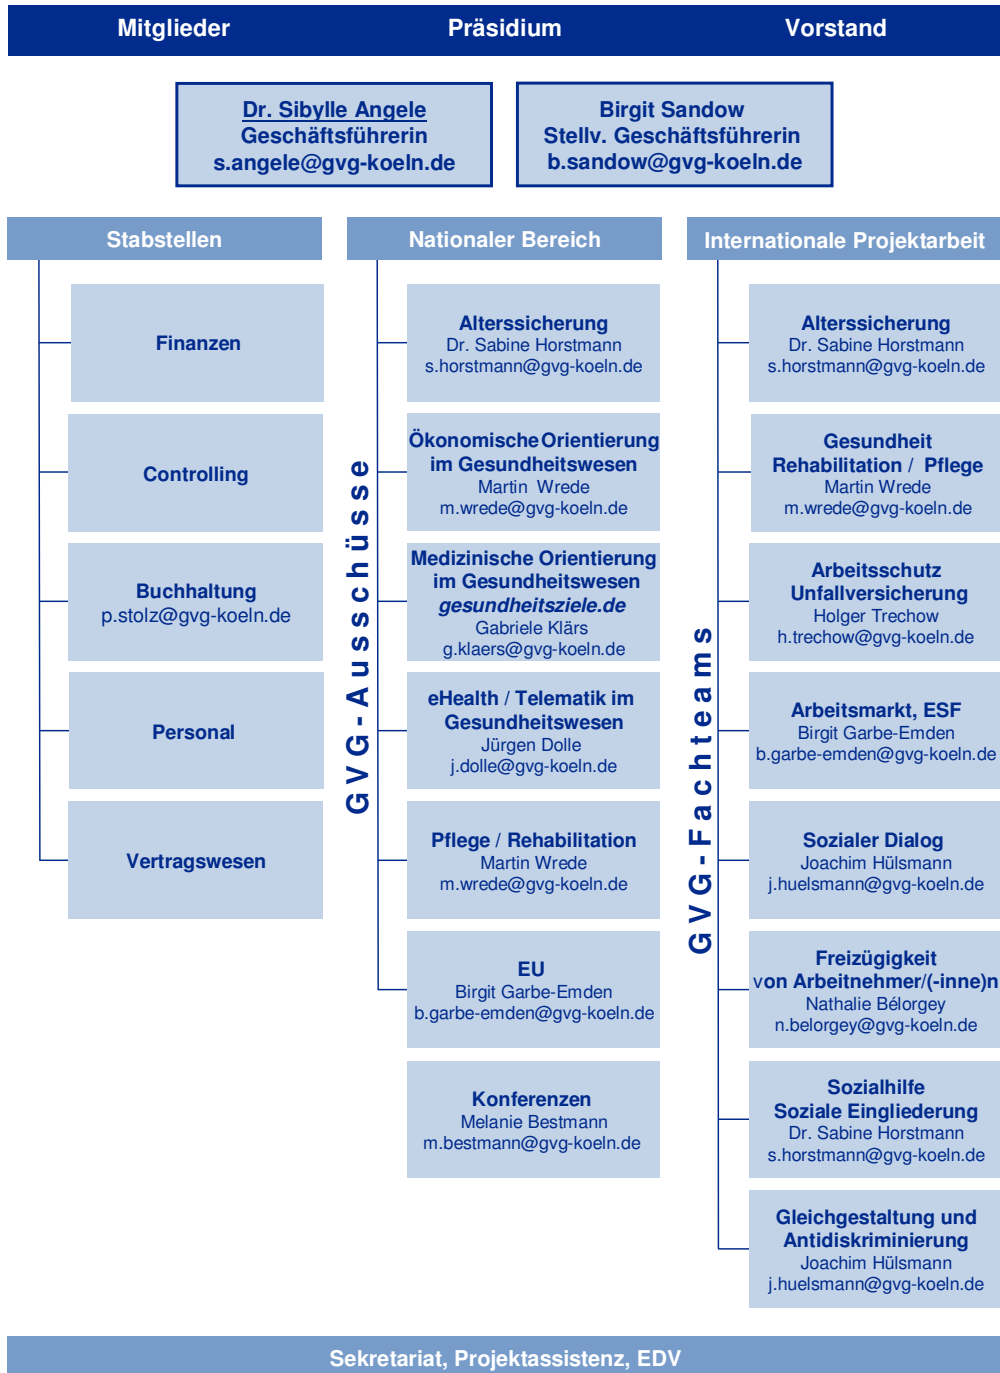 Mitglieder
Präsidium
Vorstand
Dr. Sibylle Angele
Geschäftsführerin
s.angele@gvg-koeln.de
Birgit Sandow
Stellv. Geschäftsführerin
b.sandow@gvg-koeln.de
Stabstellen
Finanzen
Controlling
Buchhaltung
p.stolz@gvg-koeln.de
Personal
Vertragswesen
Nationaler Bereich
GVG-Ausschüsse
Alterssicherung
Dr. Sabine Horstmann
s.horstmann@gvg-koeln.de
Ökonomische Orientierung
im Gesundheitswesen
Martin Wrede
m.wrede@gvg-koeln.de
Medizinische Orientierung
im Gesundheitswesen
gesundheitsziele.de
Gabriele Klärs
g.klaers@gvg-koeln.de
eHealth / Telematik im
Gesundheitswesen
Jürgen Dolle
j.dolle@gvg-koeln.de
Pflege / Rehabilitation
Martin Wrede
m.wrede@gvg-koeln.de
EU
Birgit Garbe-Emden
b.garbe-emden@gvg-koeln.de
Konferenzen
Melanie Bestmann
m.bestmann@gvg-koeln.de
Internationale Projektarbeit
GVG-Fachteams
Alterssicherung
Dr. Sabine Horstmann
s.horstmann@gvg-koeln.de
Gesundheit
Rehabilitation / Pflege
Martin Wrede
m.wrede@gvg-koeln.de
Arbeitsschutz
Unfallversicherung
Holger Trechow
h.trechow@gvg-koeln.de
Arbeitsmarkt, ESF
Birgit Garbe-Emden
b.garbe-emden@gvg-koeln.de
Sozialer Dialog
Joachim Hülsmann
j.huelsmann@gvg-koeln.de
Freizügigkeit
von Arbeitnehmer/(-inne)n
Nathalie Bélorgey
n.belorgey@gvg-koeln.de
Sozialhilfe
Soziale Eingliederung
Dr. Sabine Horstmann
s.horstmann@gvg-koeln.de
Gleichgestaltung und
Antidiskriminierung
Joachim Hülsmann
j.huelsmann@gvg-koeln.de
Sekretariat, Projektassistenz, EDV